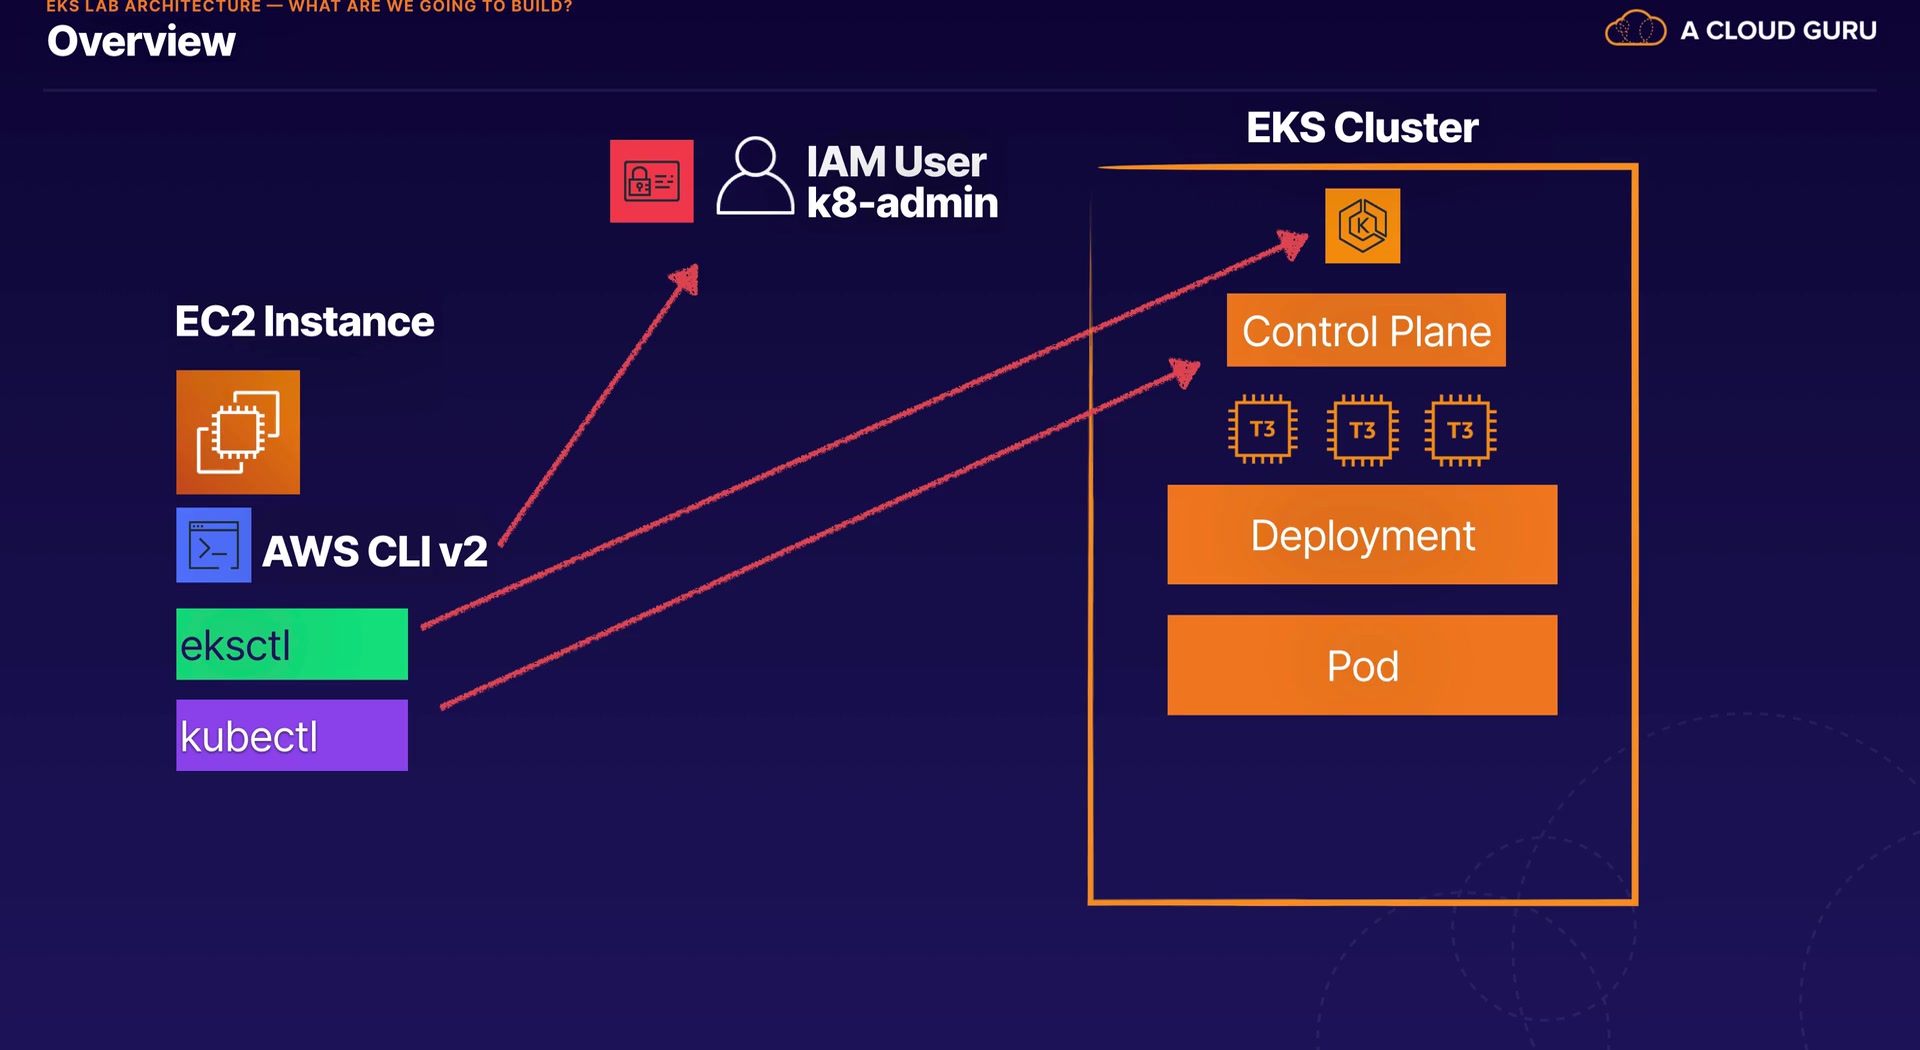 EKS LAB ARCHITECTURE — WHAT ARE WE GOING TO BUILD?
Overview
A CLOUD GURU
EKS Cluster
IAM User
k8-admin
K
EC2 Instance
Control Plane
T3
T3
T3
AWS CLI v2
Deployment
eksctl
Pod
kubectl